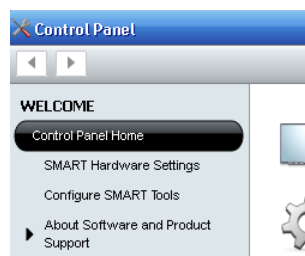 Control Panel
WELCOME
Control Panel Home
SMART Hardware Settings
Configure SMART Tools
About Software and Product
Support